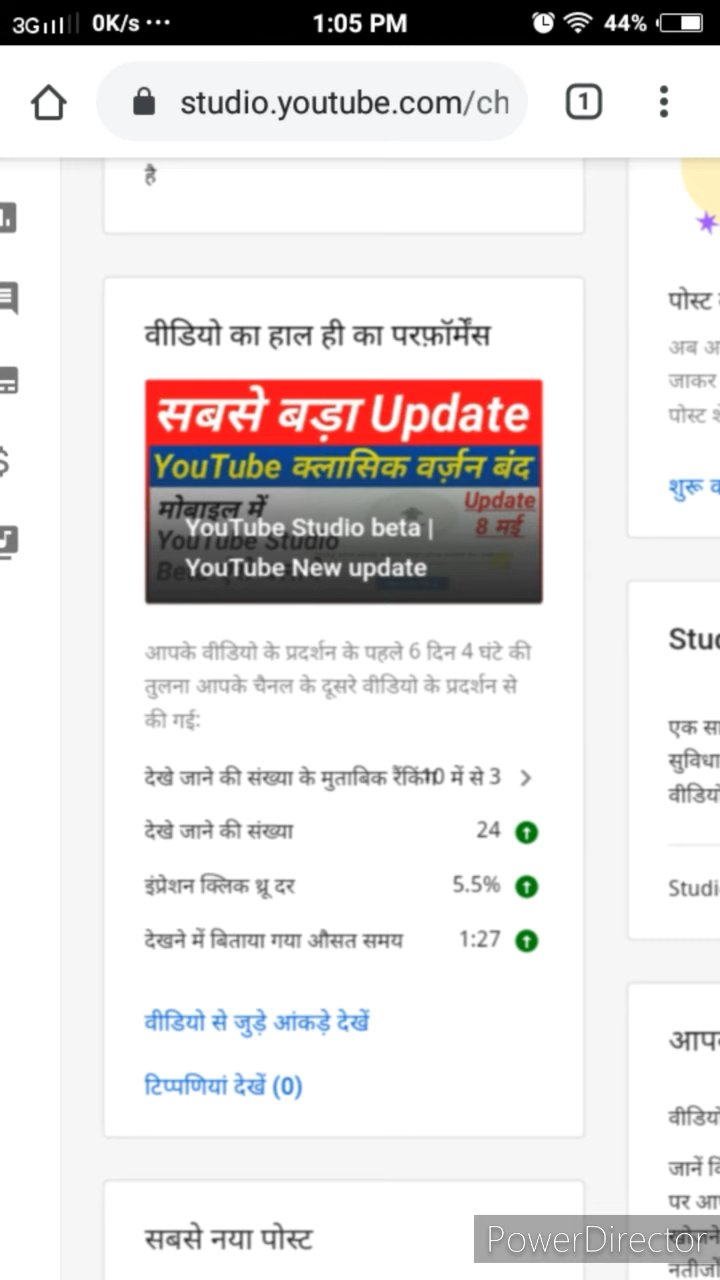 3G 0K/s ... 1:05 PM 44%
studio.youtube.com/ch 1
है
वीडियो का हाल ही का परफ़ॉर्मेंस
सबसे बड़ा Update
YouTube क्लासिक वर्ज़न बंद
मोबाइल में
Update
8 मई
YouTube Studio
YouTube Studio beta |
YouTube New update
आपके वीडियो के प्रदर्शन के पहले 6 दिन 4 घंटे की
तुलना आपके चैनल के दूसरे वीडियो के प्रदर्शन से
की गई:
देखे जाने की संख्या के मुताबिक रैंकिंग 10 में से 3
देखे जाने की संख्या 24
इंप्रेशन क्लिक थ्रू दर 5.5%
देखने में बिताया गया औसत समय 1:27
वीडियो से जुड़े आंकड़े देखें
टिप्पणियां देखें (0)
सबसे नया पोस्ट
पोस्ट
अब
जाकर
पोस्ट
शुरू
एक
Studi
जानें
पर
PowerDirector